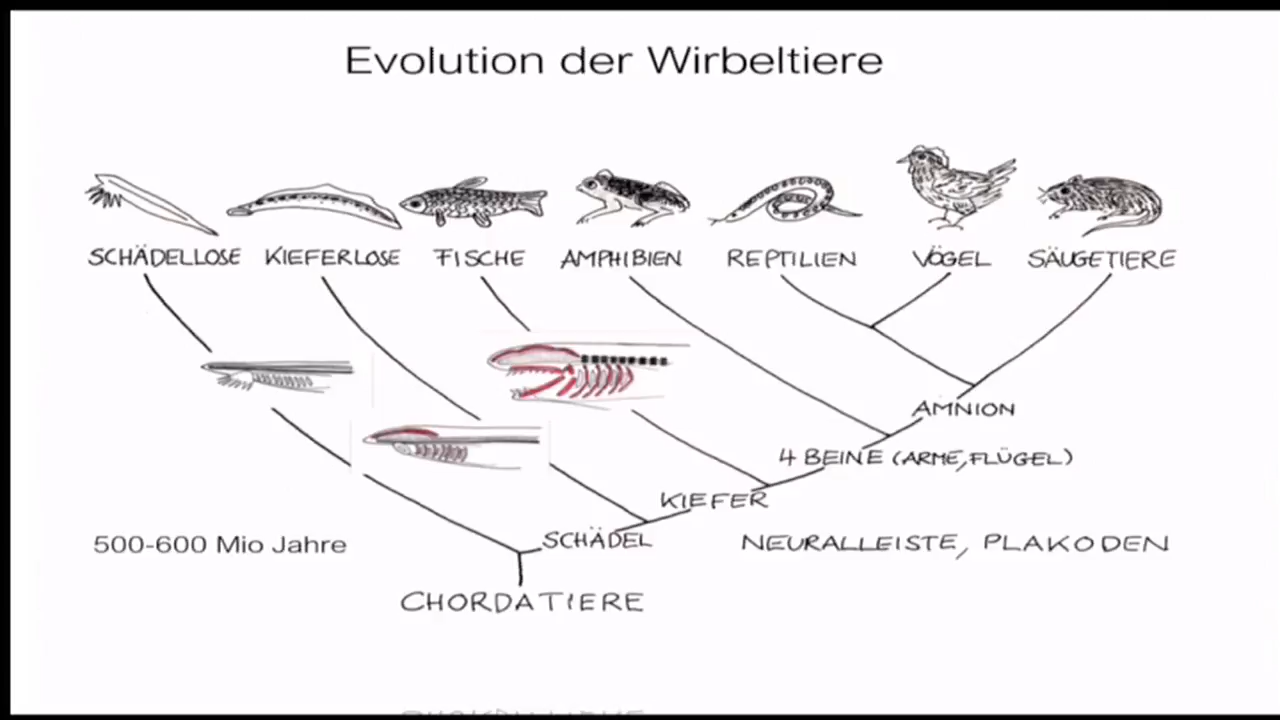 Evolution der Wirbeltiere
SCHÄDELLOSE KIEFERLOSE FISCHE AMPHIBIEN REPTILIEN VÖGEL SÄUGETIERE
AMNION
4 BEINE (ARME, FLÜGEL)
KIEFER
SCHÄDEL
500-600 Mio Jahre
NEURALLEISTE, PLAKODEN
CHORDATIERE